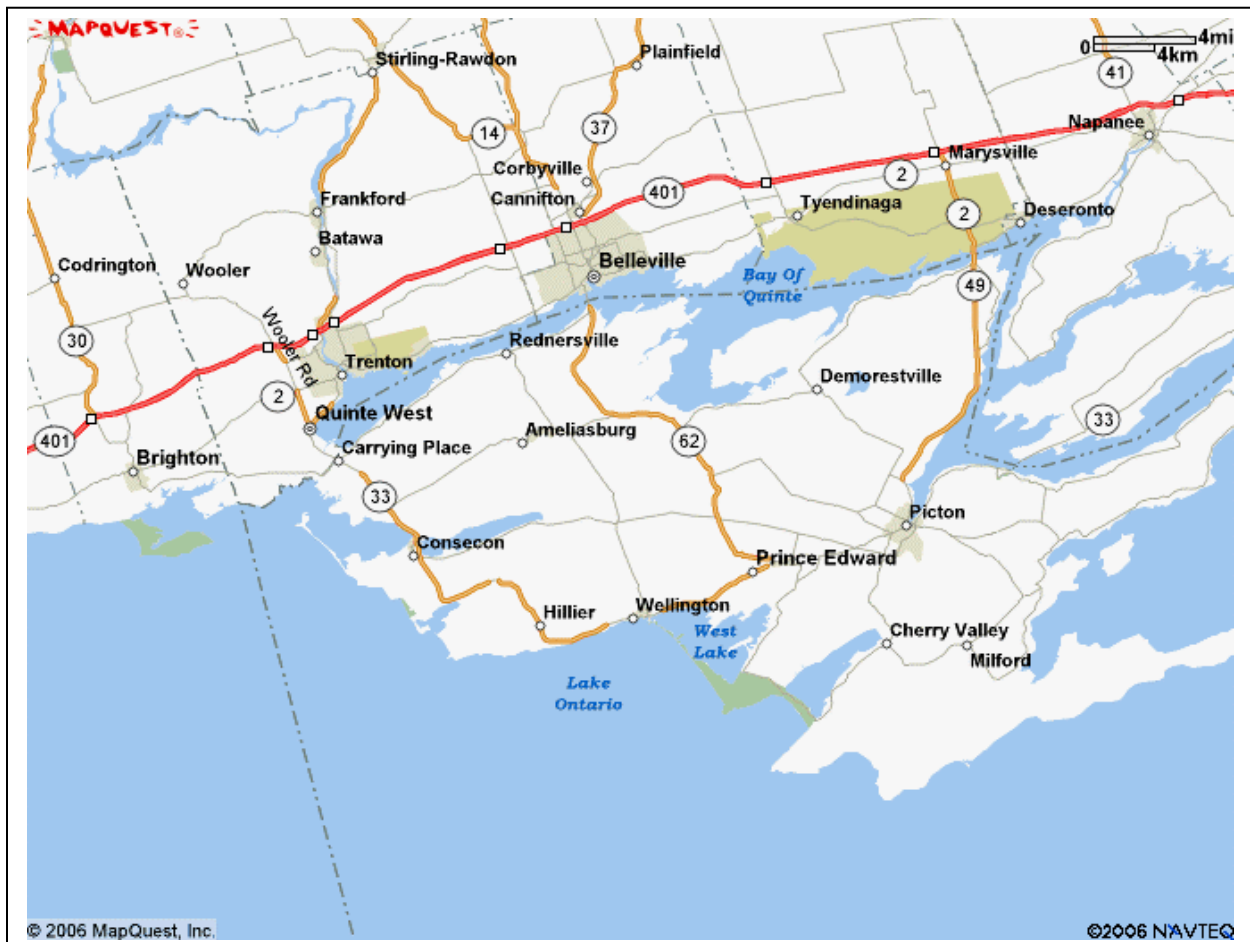 MAPQUEST
Stirling-Rawdon
Plainfield
0 4mi
4km
41
14
37
Napanee
Corbyville
2
Marysville
401
Frankford
Cannifton
Tyendinaga
2
Deseronto
Batawa
Codrington
Wooler
Belleville
Bay Of
Quinte
49
30
Wooler Rd
Rednersville
Trenton
Demorestville
2
Quinte West
33
401
Ameliasburg
62
Carrying Place
Brighton
33
Picton
Consecon
Prince Edward
Hillier
Wellington
West
Lake
Cherry Valley
Milford
Lake
Ontario
© 2006 MapQuest, Inc.
©2006 NAVTEQ